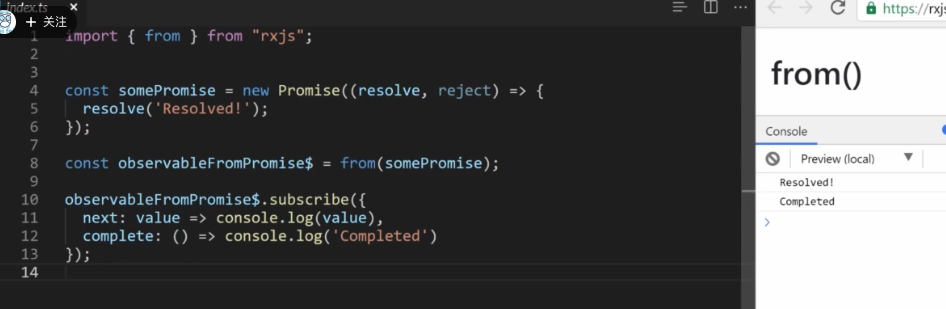 index.ts
+ 关注
1 import { from } from "rxjs";
2
3
4 const somePromise = new Promise((resolve, reject) => {
5   resolve('Resolved!');
6 });
7
8 const observableFromPromise$ = from(somePromise);
9
10 observableFromPromise$.subscribe({
11   next: value => console.log(value),
12   complete: () => console.log('Completed')
13 });
14
https://rxjs
from()
Console
Preview (local)
Resolved!
Completed